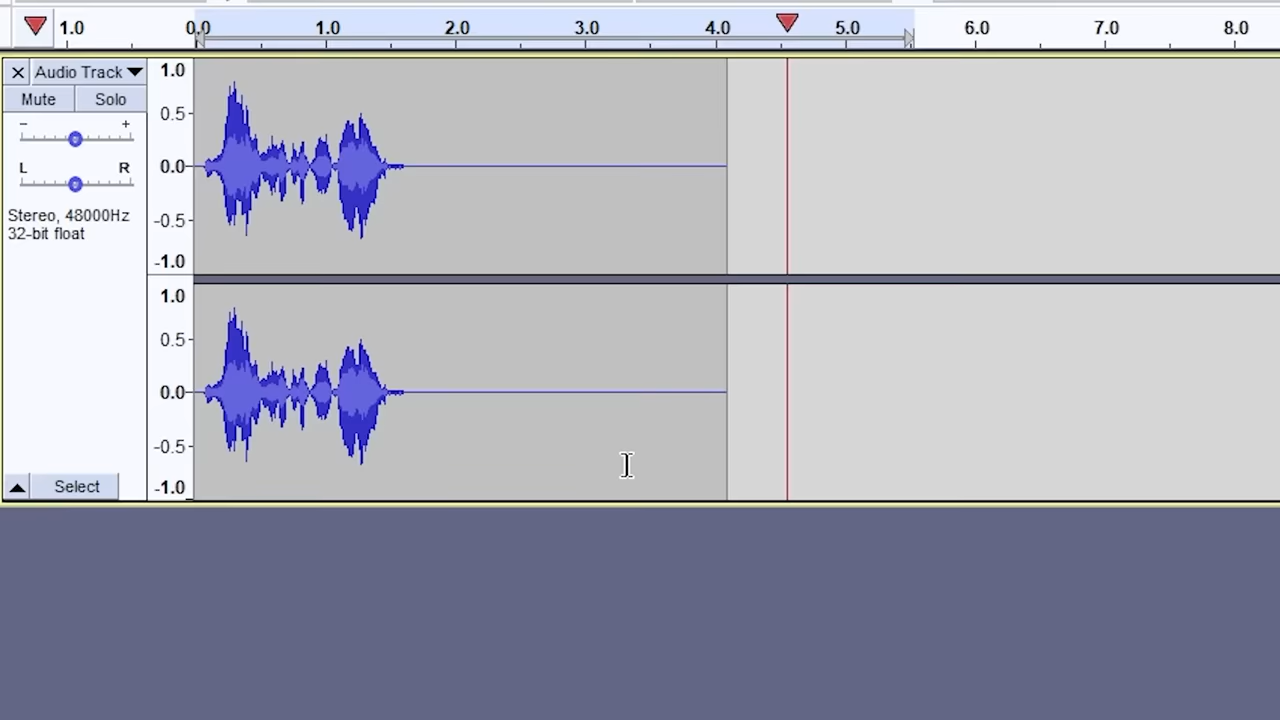 1.0 0.0 1.0 2.0 3.0 4.0 5.0 6.0 7.0 8.0
Audio Track
Mute Solo
- +
L R
Stereo, 48000Hz
32-bit float
Select
1.0
0.5
0.0
-0.5
-1.0
1.0
0.5
0.0
-0.5
-1.0